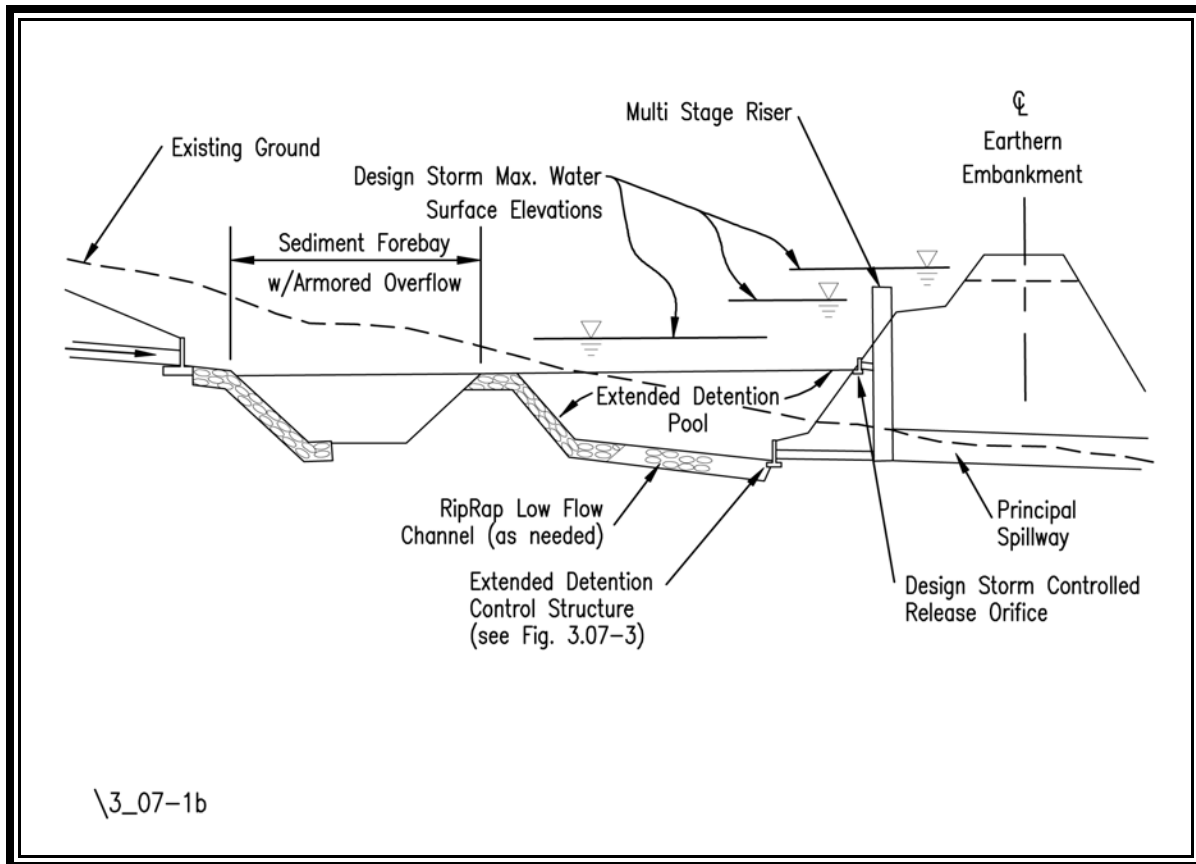 Multi Stage Riser
℄
Earthern
Embankment
Existing Ground
Design Storm Max. Water
Surface Elevations
Sediment Forebay
w/Armored Overflow
Extended Detention
Pool
RipRap Low Flow
Channel (as needed)
Principal
Spillway
Extended Detention
Control Structure
(see Fig. 3.07-3)
Design Storm Controlled
Release Orifice
\3_07-1b